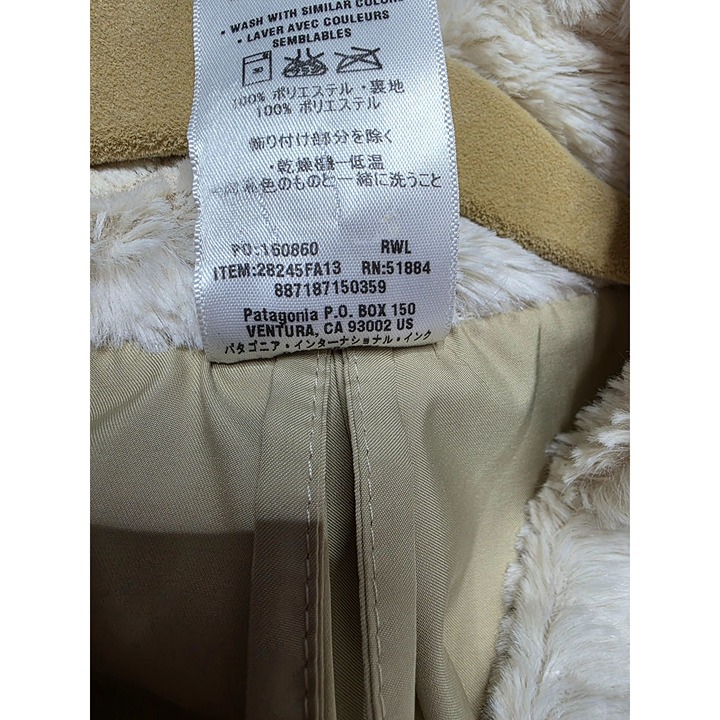 • WASH WITH SIMILAR COLORS
• LAVER AVEC COULEURS
SEMBLABLES
100% ポリエステル・裏地
100% ポリエステル
飾り付け部分を除く
・乾燥機一低温
色のものと一緒に洗うこと
PO:160860 RWL
ITEM:28245FA13 RN:51884
887187150359
Patagonia P.O. BOX 150
VENTURA, CA 93002 US
パタゴニア・インターナショナル・インク